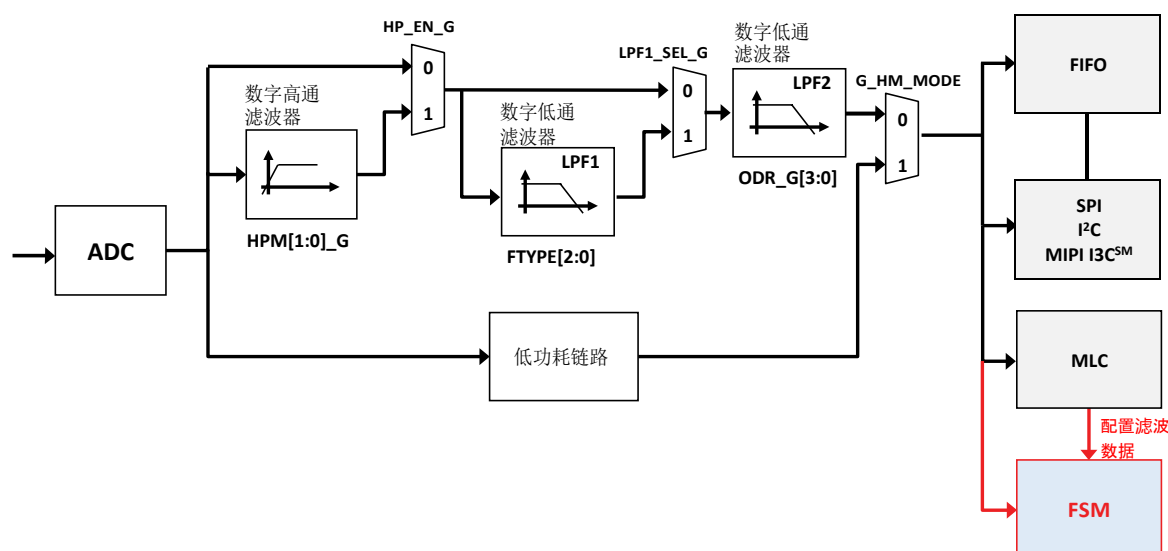 HP_EN_G
0
1
数字高通
滤波器
HPM[1:0]_G
ADC
LPF1_SEL_G
0
1
数字低通
滤波器
LPF1
FTYPE[2:0]
数字低通
滤波器
LPF2
ODR_G[3:0]
G_HM_MODE
0
1
低功耗链路
FIFO
SPI
I²C
MIPI I3Cˢᴹ
MLC
配置滤波
数据
FSM